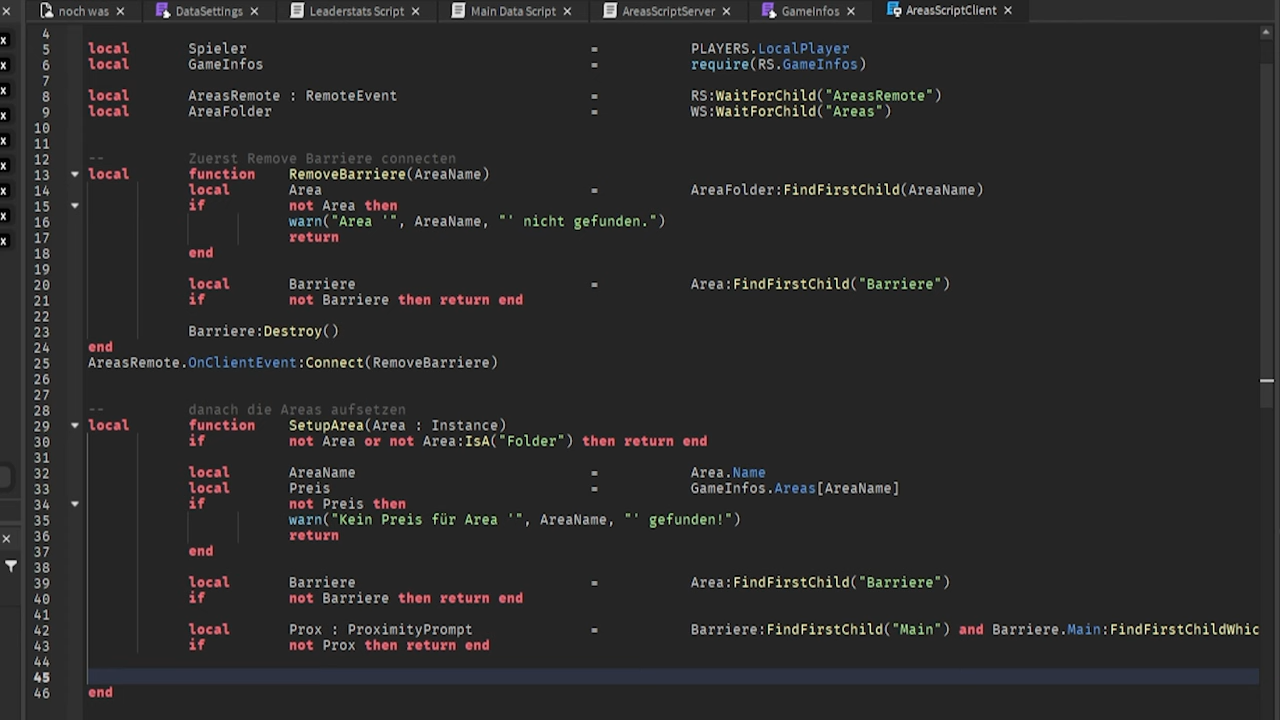 noch was DataSettings Leaderstats Script Main Data Script AreasScriptServer GameInfos AreasScriptClient
4
5 local Spieler = PLAYERS.LocalPlayer
6 local GameInfos = require(RS.GameInfos)
7
8 local AreasRemote : RemoteEvent = RS:WaitForChild("AreasRemote")
9 local AreaFolder = WS:WaitForChild("Areas")
10
11
12 -- Zuerst Remove Barriere connecten
13 local function RemoveBarriere(AreaName)
14 local Area = AreaFolder:FindFirstChild(AreaName)
15 if not Area then
16 warn("Area '", AreaName, "' nicht gefunden.")
17 return
18 end
19
20 local Barriere = Area:FindFirstChild("Barriere")
21 if not Barriere then return end
22
23 Barriere:Destroy()
24 end
25 AreasRemote.OnClientEvent:Connect(RemoveBarriere)
26
27
28 -- danach die Areas aufsetzen
29 local function SetupArea(Area : Instance)
30 if not Area or not Area:IsA("Folder") then return end
31
32 local AreaName = Area.Name
33 local Preis = GameInfos.Areas[AreaName]
34 if not Preis then
35 warn("Kein Preis für Area '", AreaName, "' gefunden!")
36 return
37 end
38
39 local Barriere = Area:FindFirstChild("Barriere")
40 if not Barriere then return end
41
42 local Prox : ProximityPrompt = Barriere:FindFirstChild("Main") and Barriere.Main:FindFirstChildWhic
43 if not Prox then return end
44
45
46 end